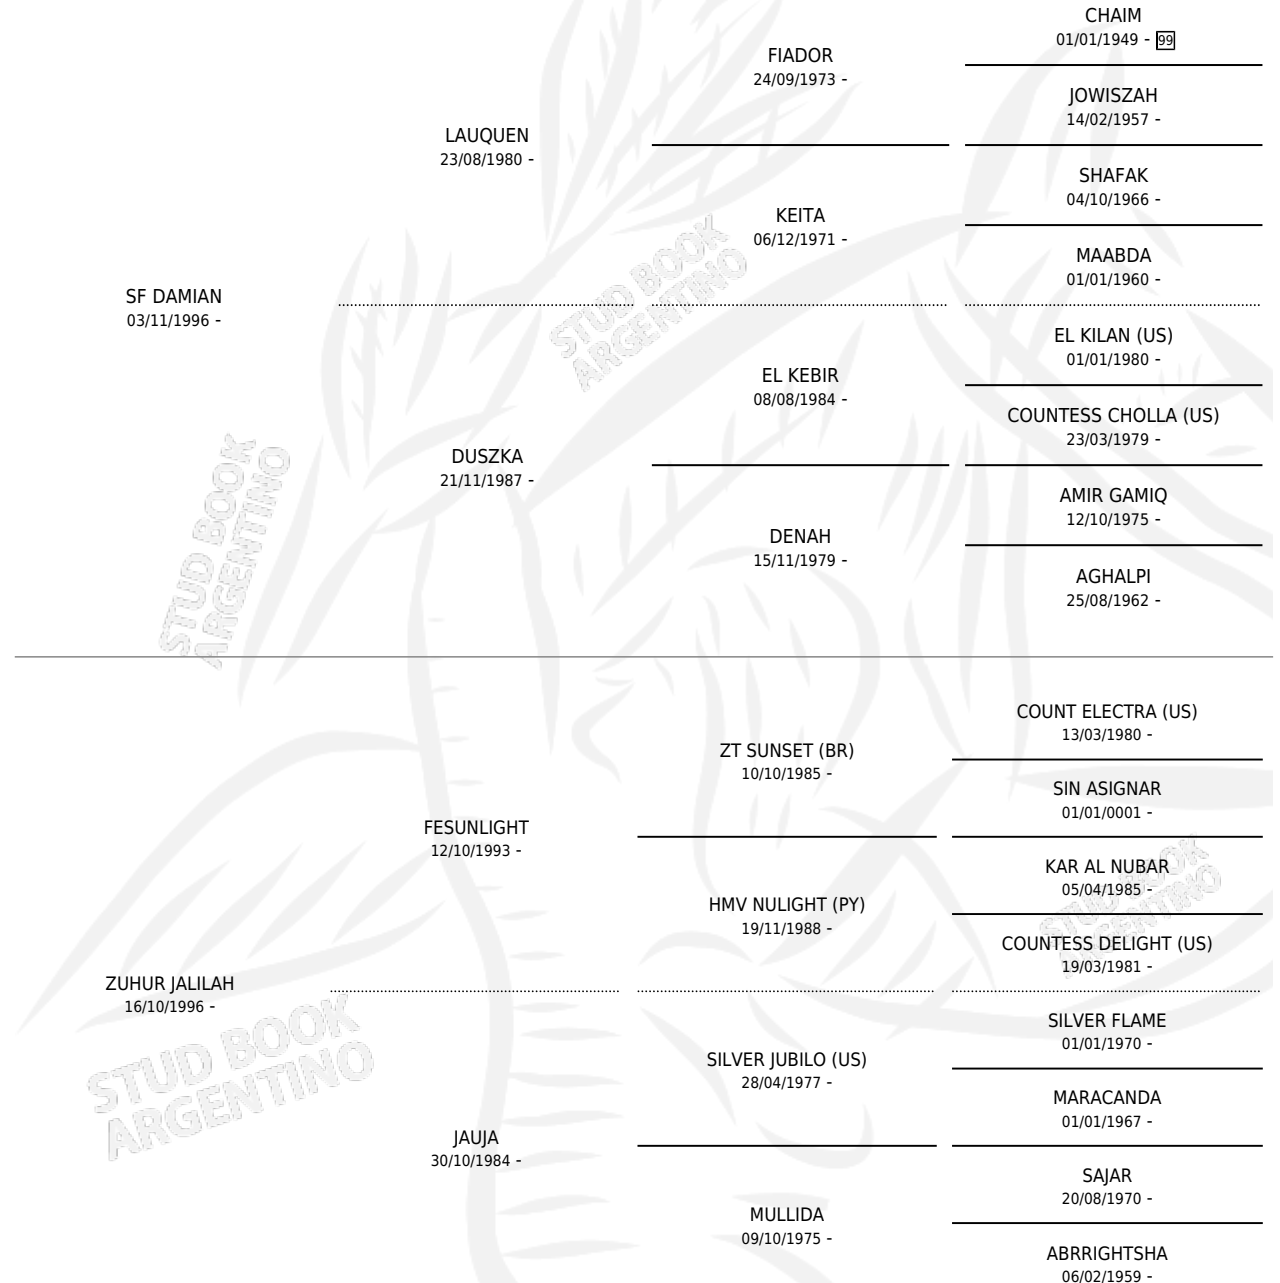 CHAIM
01/01/1949 - 99
FIADOR
24/09/1973 -
JOWISZAH
14/02/1957 -
LAUQUEN
23/08/1980 -
SHAFAK
04/10/1966 -
KEITA
06/12/1971 -
MAABDA
01/01/1960 -
SF DAMIAN
03/11/1996 -
STUD BOOK
ARGENTINO
EL KILAN (US)
01/01/1980 -
EL KEBIR
08/08/1984 -
COUNTESS CHOLLA (US)
23/03/1979 -
DUSZKA
21/11/1987 -
AMIR GAMIQ
12/10/1975 -
DENAH
15/11/1979 -
AGHALPI
25/08/1962 -
STUD BOOK
ARGENTINO
COUNT ELECTRA (US)
13/03/1980 -
ZT SUNSET (BR)
10/10/1985 -
SIN ASIGNAR
01/01/0001 -
FESUNLIGHT
12/10/1993 -
KAR AL NUBAR
05/04/1985 -
HMV NULIGHT (PY)
19/11/1988 -
COUNTESS DELIGHT (US)
19/03/1981 -
STUD BOOK
ARGENTINO
ZUHUR JALILAH
16/10/1996 -
SILVER FLAME
01/01/1970 -
SILVER JUBILO (US)
28/04/1977 -
MARACANDA
01/01/1967 -
STUD BOOK
ARGENTINO
JAUJA
30/10/1984 -
SAJAR
20/08/1970 -
MULLIDA
09/10/1975 -
ABRRIGHTSHA
06/02/1959 -